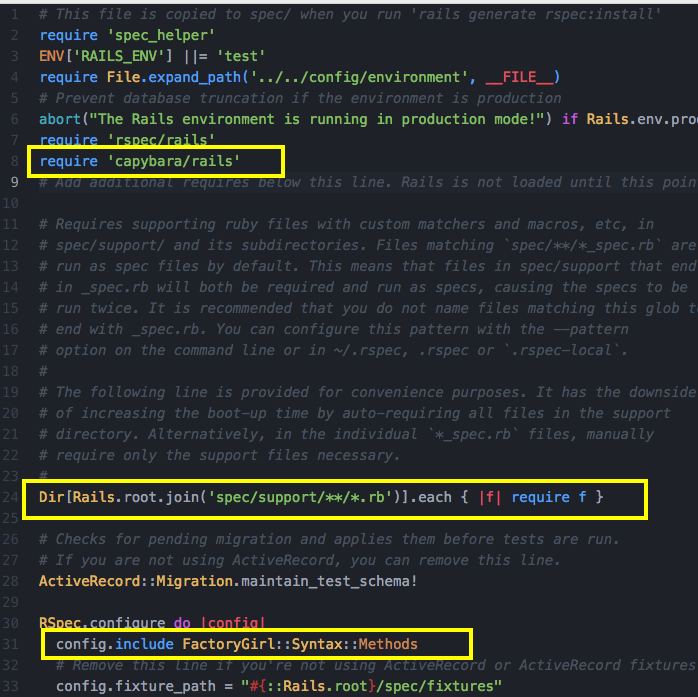 1 # This file is copied to spec/ when you run 'rails generate rspec:install'
2 require 'spec_helper'
3 ENV['RAILS_ENV'] ||= 'test'
4 require File.expand_path('../../config/environment', __FILE__)
5 # Prevent database truncation if the environment is production
6 abort("The Rails environment is running in production mode!") if Rails.env.prod
7 require 'rspec/rails'
8 require 'capybara/rails'
9 # Add additional requires below this line. Rails is not loaded until this poin
10
11 # Requires supporting ruby files with custom matchers and macros, etc, in
12 # spec/support/ and its subdirectories. Files matching `spec/**/*_spec.rb` are
13 # run as spec files by default. This means that files in spec/support that end
14 # in _spec.rb will both be required and run as specs, causing the specs to be
15 # run twice. It is recommended that you do not name files matching this glob to
16 # end with _spec.rb. You can configure this pattern with the --pattern
17 # option on the command line or in ~/.rspec, .rspec or `.rspec-local`.
18 #
19 # The following line is provided for convenience purposes. It has the downside
20 # of increasing the boot-up time by auto-requiring all files in the support
21 # directory. Alternatively, in the individual `*_spec.rb` files, manually
22 # require only the support files necessary.
23 #
24 Dir[Rails.root.join('spec/support/**/*.rb')].each { |f| require f }
25
26 # Checks for pending migration and applies them before tests are run.
27 # If you are not using ActiveRecord, you can remove this line.
28 ActiveRecord::Migration.maintain_test_schema!
29
30 RSpec.configure do |config|
31 config.include FactoryGirl::Syntax::Methods
32 # Remove this line if you're not using ActiveRecord or ActiveRecord fixtures
33 config.fixture_path = "#{::Rails.root}/spec/fixtures"